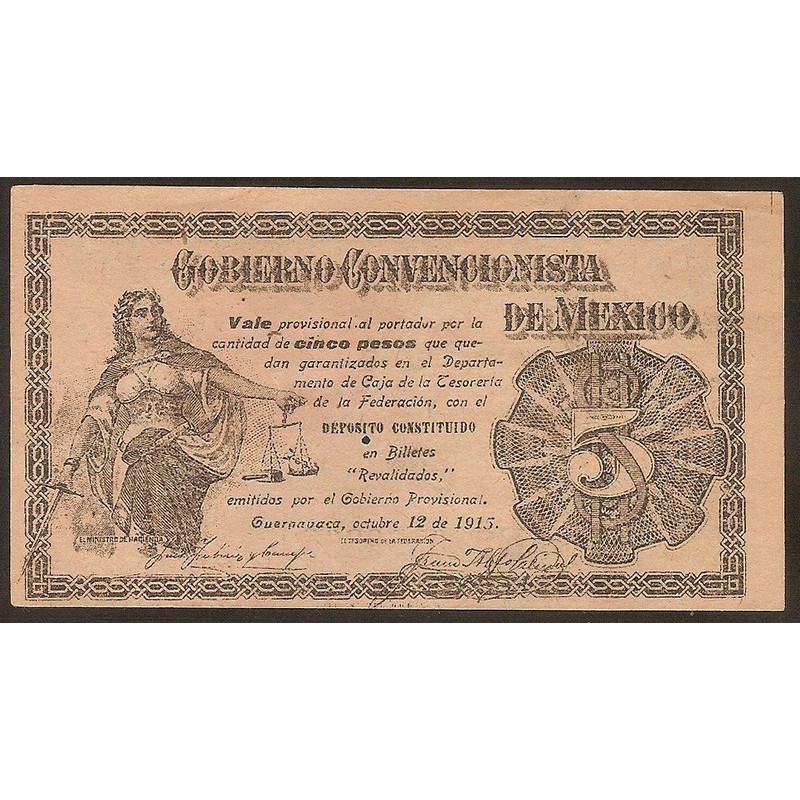 GOBIERNO CONVENCIONISTA
DE MEXICO
Vale provisional al portador por la
cantidad de cinco pesos que que-
dan garantizados en el Departa-
mento de Caja de la Tesorería
de la Federación, con el
DEPOSITO CONSTITUIDO
en Billetes
"Revalidados,"
emitidos por el Gobierno Provisional.
Cuernavaca, octubre 12 de 1915.
5
EL MINISTRO DE HACIENDA
EL TESORERO DE LA FEDERACION